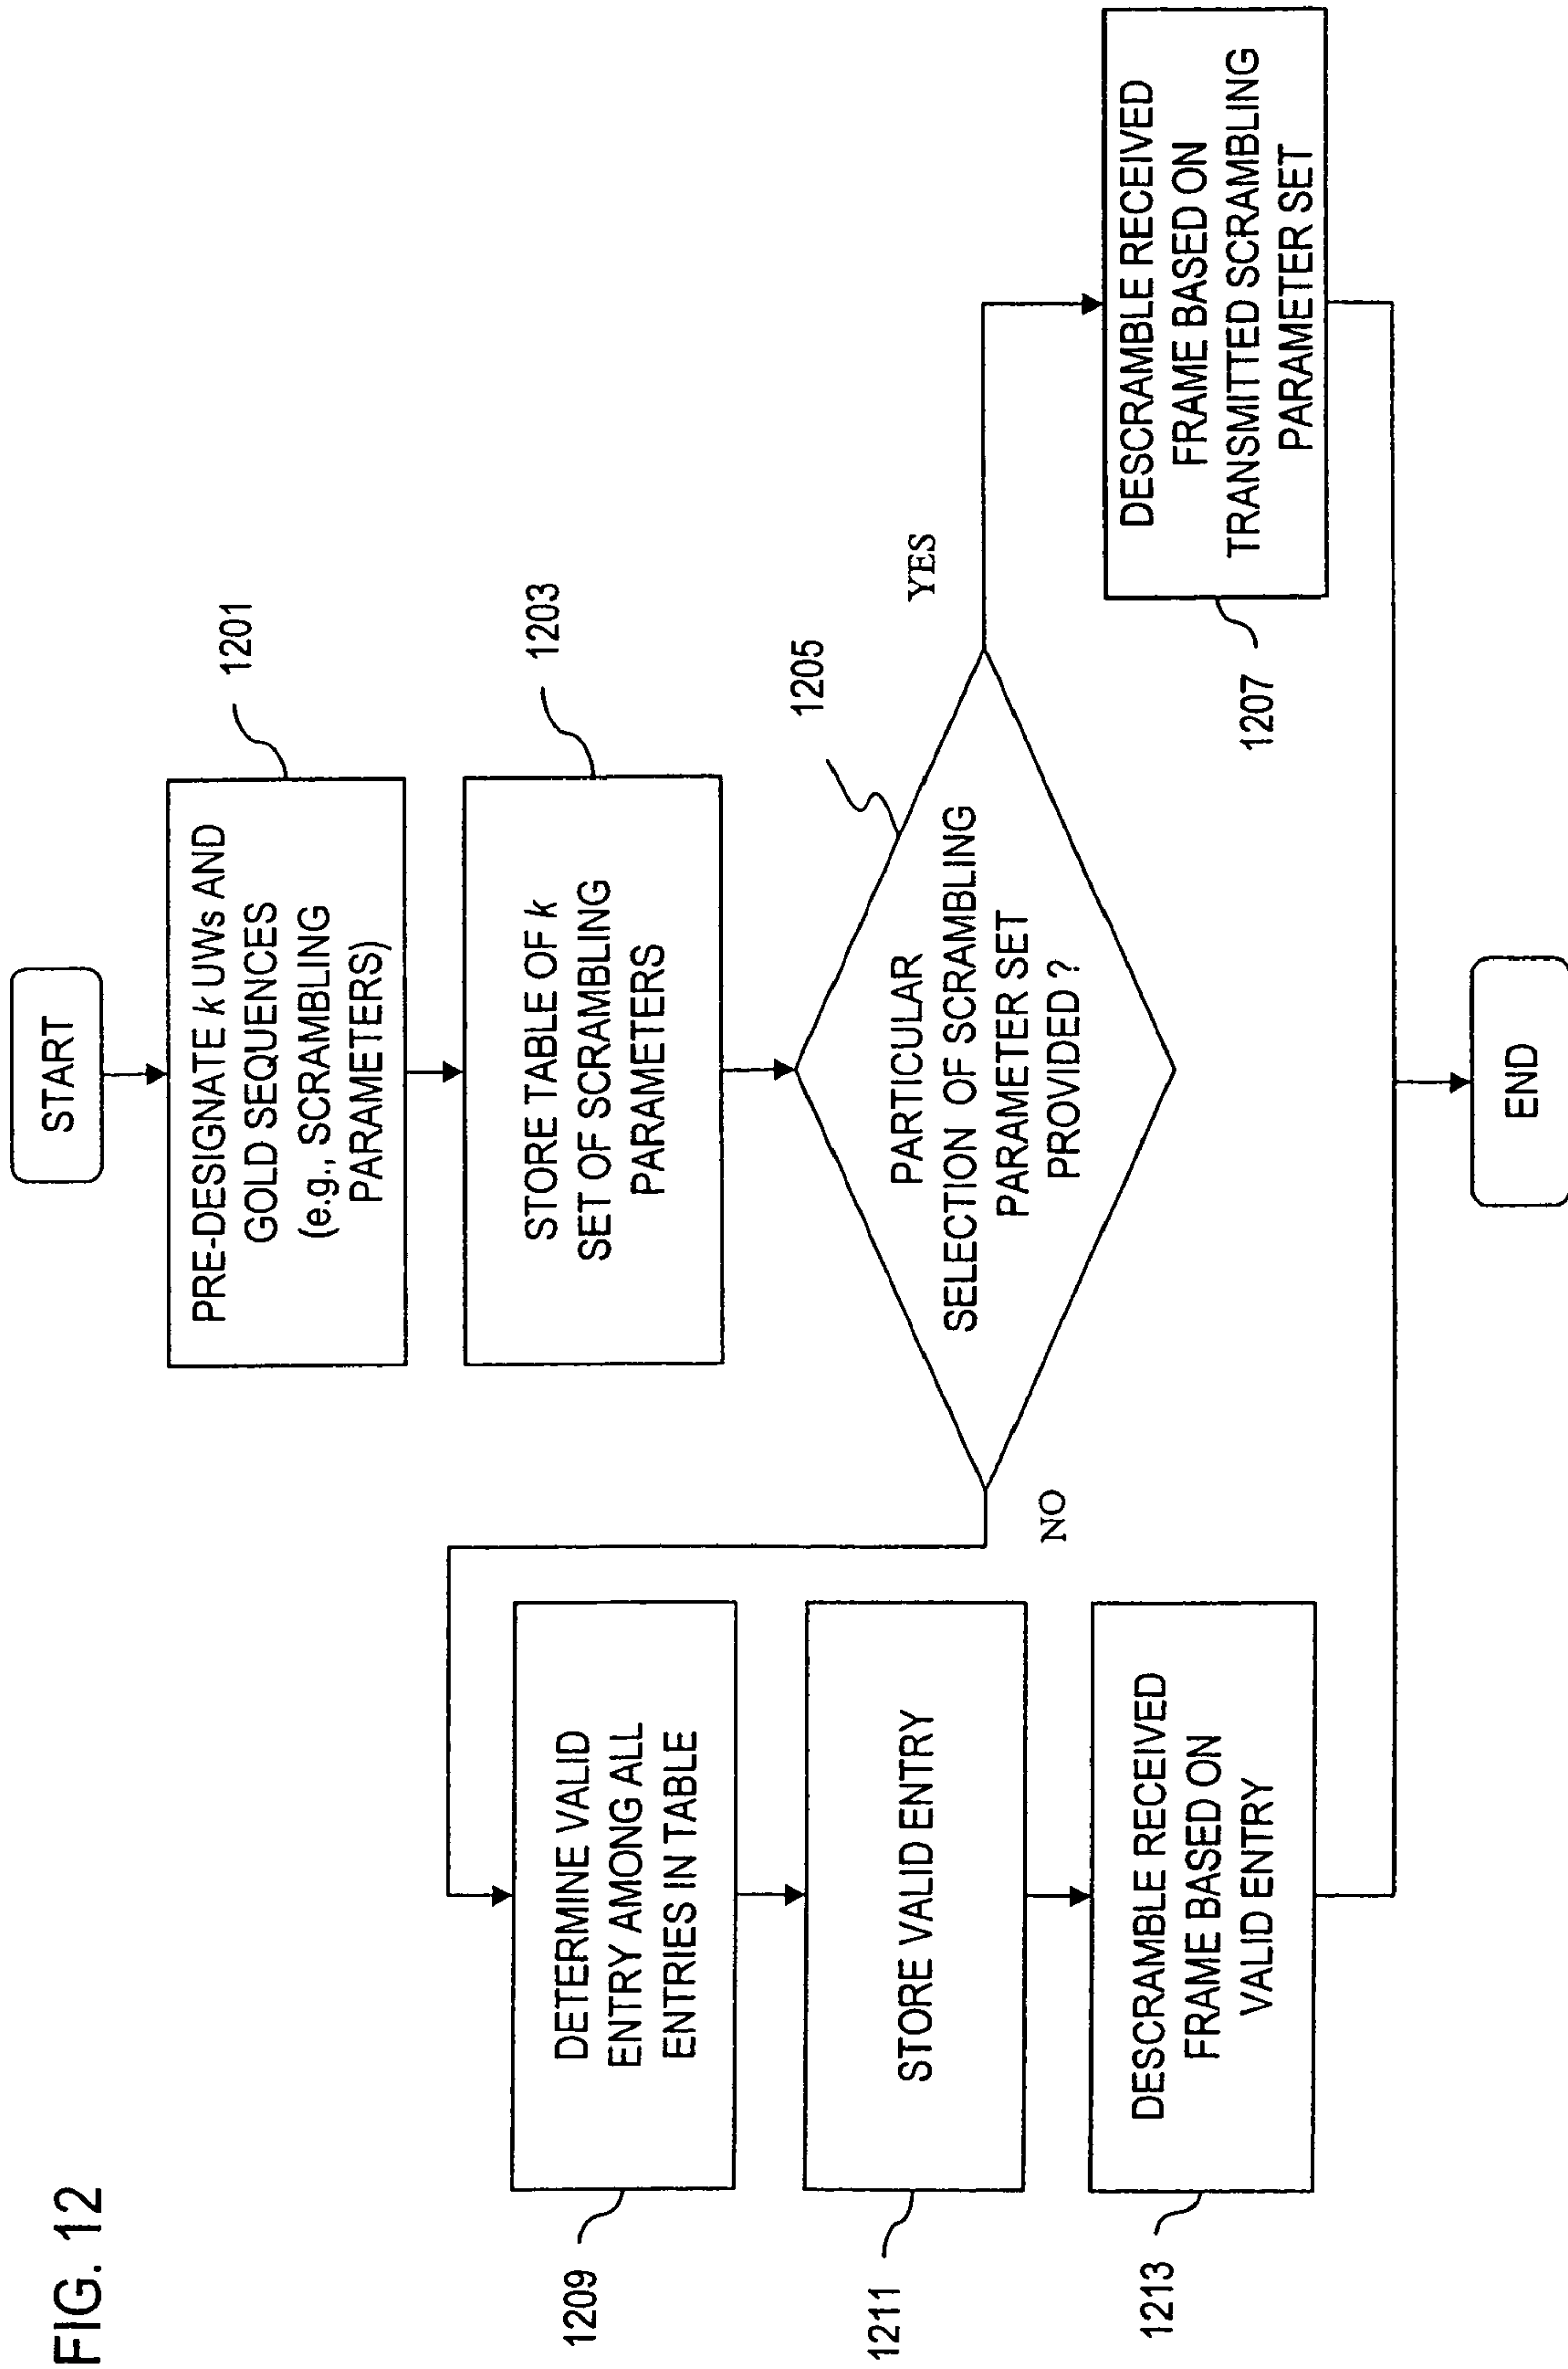 FIG. 12
START
PRE-DESIGNATE k UWs AND
GOLD SEQUENCES
(e.g., SCRAMBLING
PARAMETERS)
1201
STORE TABLE OF k
SET OF SCRAMBLING
PARAMETERS
1203
PARTICULAR
SELECTION OF SCRAMBLING
PARAMETER SET
PROVIDED ?
1205
YES
NO
DESCRAMBLE RECEIVED
FRAME BASED ON
TRANSMITTED SCRAMBLING
PARAMETER SET
1207
DETERMINE VALID
ENTRY AMONG ALL
ENTRIES IN TABLE
1209
STORE VALID ENTRY
1211
DESCRAMBLE RECEIVED
FRAME BASED ON
VALID ENTRY
1213
END